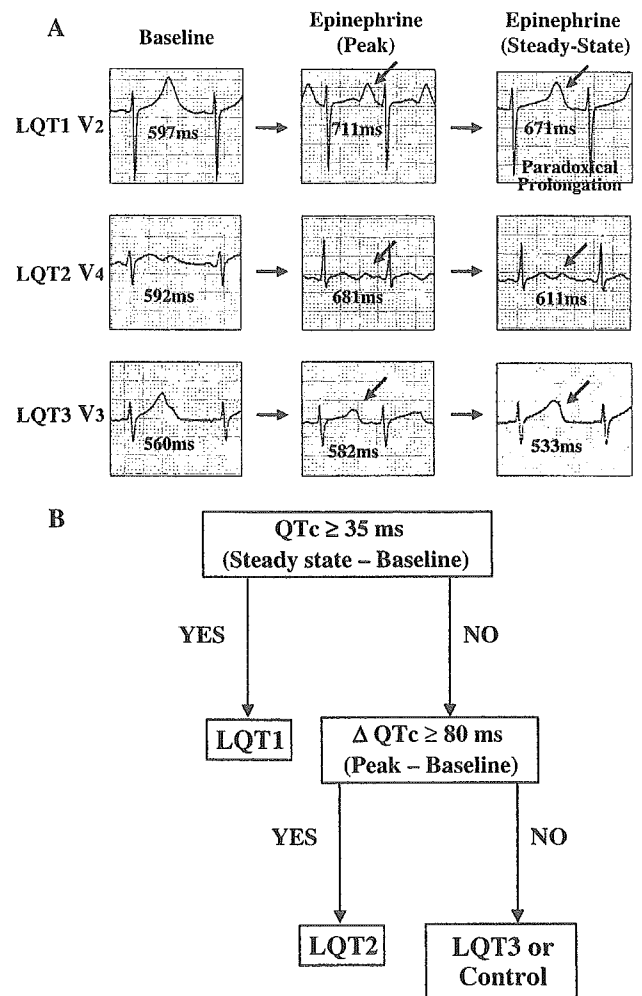 A
Baseline
Epinephrine
(Peak)
Epinephrine
(Steady-State)
LQT1 V2
597ms
711ms
671ms
Paradoxical
Prolongation
LQT2 V4
592ms
681ms
611ms
LQT3 V3
560ms
582ms
533ms
B
QTc ≥ 35 ms
(Steady state – Baseline)
YES
NO
LQT1
Δ QTc ≥ 80 ms
(Peak – Baseline)
YES
NO
LQT2
LQT3 or
Control